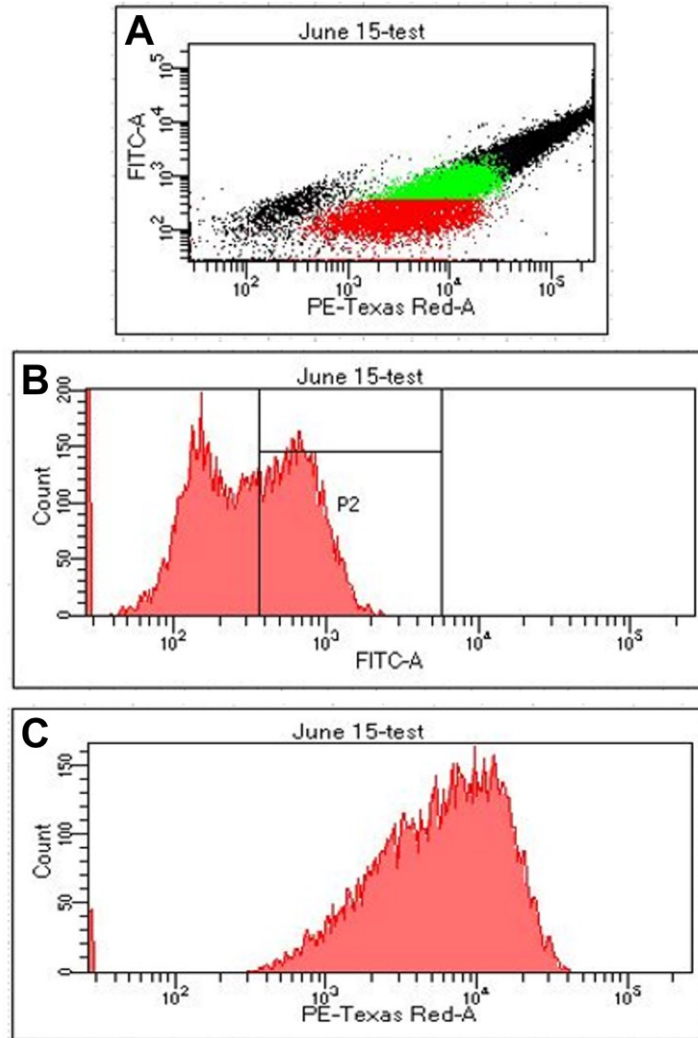 A
June 15-test
FITC-A
10^5
10^4
10^3
10^2
10^2 10^3 10^4 10^5
PE-Texas Red-A
B
June 15-test
Count
200
150
100
50
0
P2
10^2 10^3 10^4 10^5
FITC-A
C
June 15-test
Count
150
100
50
0
10^2 10^3 10^4 10^5
PE-Texas Red-A